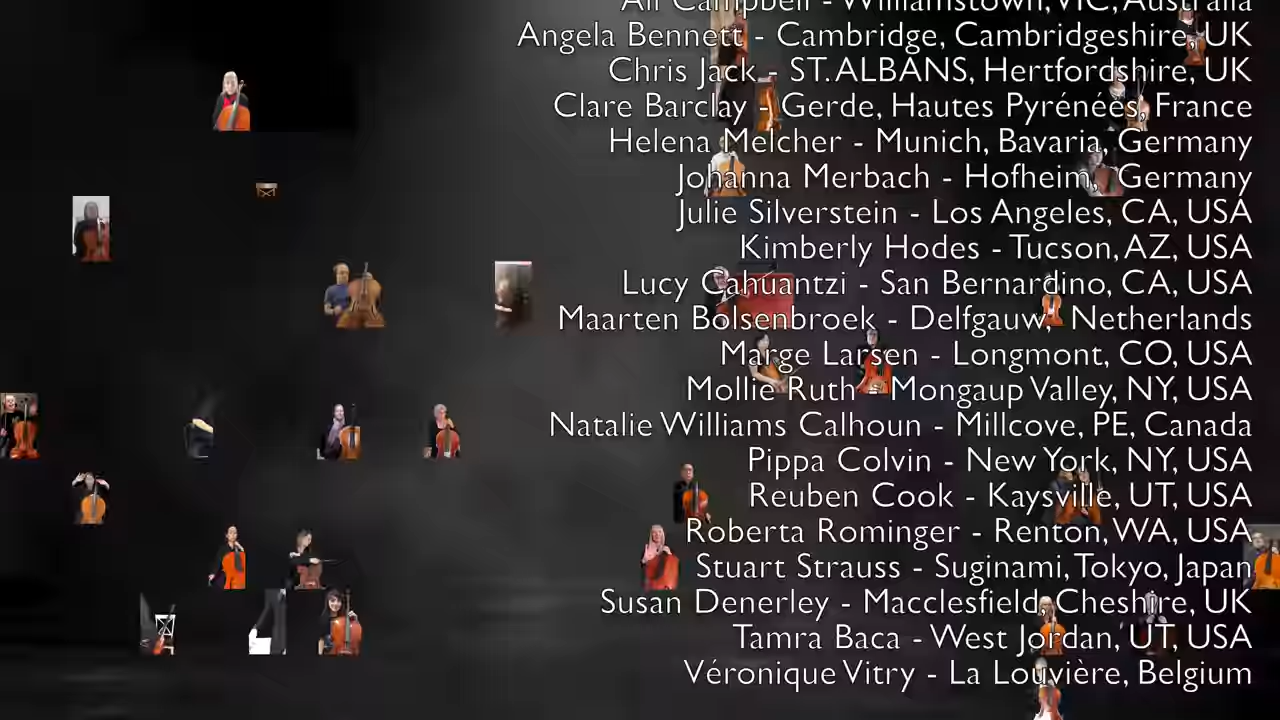 Ali Campbell - Williamstown, VIC, Australia
Angela Bennett - Cambridge, Cambridgeshire, UK
Chris Jack - ST. ALBANS, Hertfordshire, UK
Clare Barclay - Gerde, Hautes Pyrénées, France
Helena Melcher - Munich, Bavaria, Germany
Johanna Merbach - Hofheim, Germany
Julie Silverstein - Los Angeles, CA, USA
Kimberly Hodes - Tucson, AZ, USA
Lucy Cahuantzi - San Bernardino, CA, USA
Maarten Bolsenbroek - Delfgauw, Netherlands
Marge Larsen - Longmont, CO, USA
Mollie Ruth - Mongaup Valley, NY, USA
Natalie Williams Calhoun - Millcove, PE, Canada
Pippa Colvin - New York, NY, USA
Reuben Cook - Kaysville, UT, USA
Roberta Rominger - Renton, WA, USA
Stuart Strauss - Suginami, Tokyo, Japan
Susan Denerley - Macclesfield, Cheshire, UK
Tamra Baca - West Jordan, UT, USA
Véronique Vitry - La Louvière, Belgium